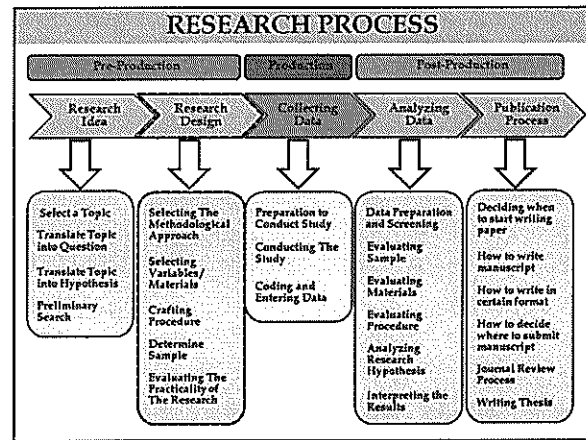 RESEARCH PROCESS
Pre-Production
Production
Post-Production
Research
Idea
Research
Design
Collecting
Data
Analyzing
Data
Publication
Process
Select a Topic
Translate Topic
into Question
Translate Topic
into Hypothesis
Preliminary
Search
Selecting The
Methodological
Approach
Selecting
Variables/
Materials
Crafting
Procedure
Determine
Sample
Evaluating The
Practicality of
The Research
Preparation to
Conduct Study
Conducting The
Study
Coding and
Entering Data
Data Preparation
and Screening
Evaluating
Sample
Evaluating
Materials
Evaluating
Procedure
Analyzing
Research
Hypothesis
Interpreting the
Results
Deciding when
to start writing
paper
How to write
manuscript
How to write in
certain format
How to decide
where to submit
manuscript
Journal Review
Process
Writing Thesis